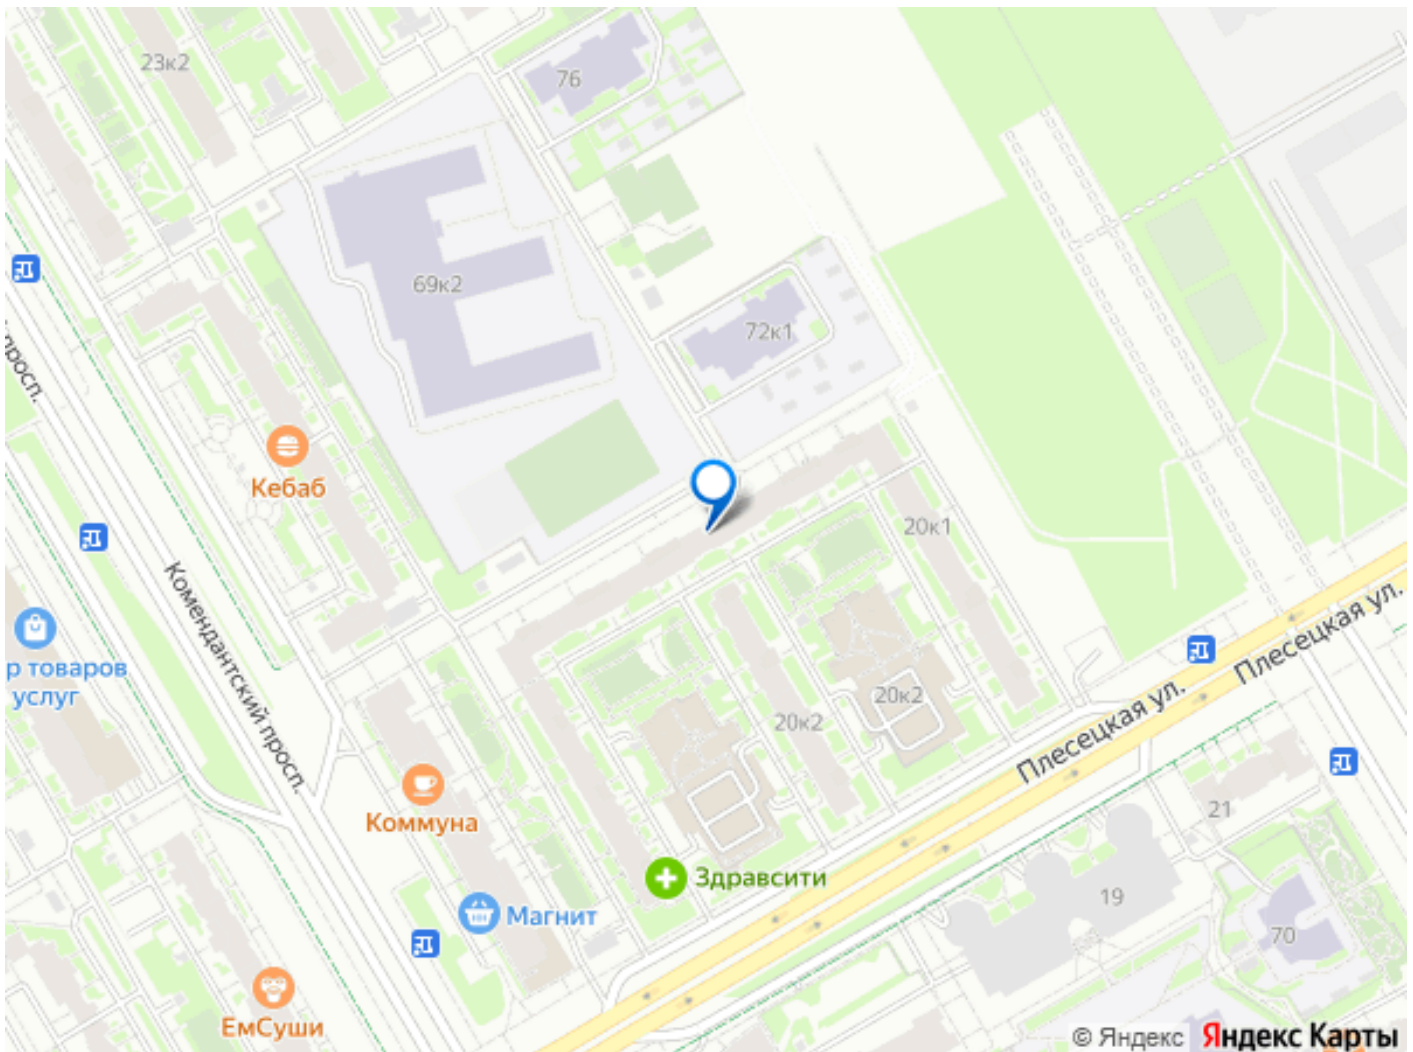 23к2
76
69к2
72к1
просп.
Кебаб
20к1
Комендантский просп.
р товаров
услуг
20к2
20к2
Плесецкая ул.
Плесецкая ул.
Коммуна
21
Здравсити
Магнит
19
70
ЕмСуши
© Яндекс Яндекс Карты